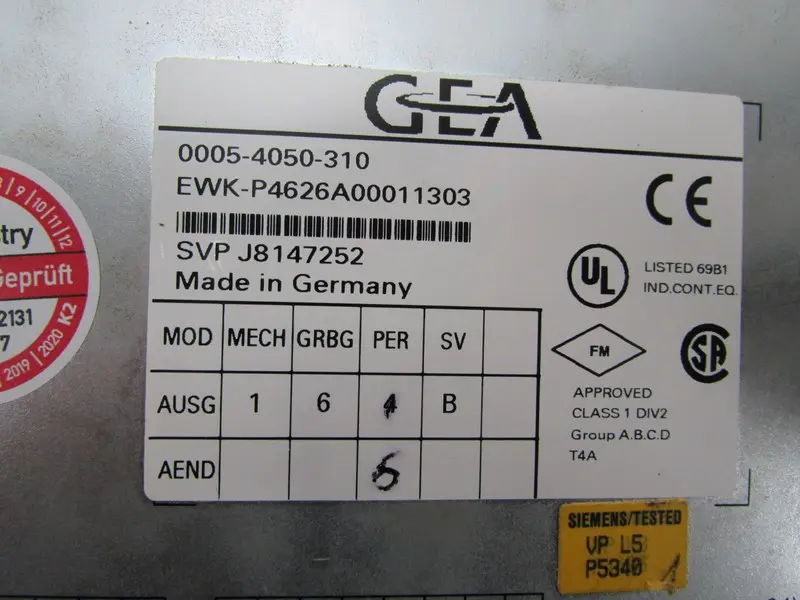 GEA
0005-4050-310
EWK-P4626A00011303
SVP J8147252
Made in Germany
CE
UL
LISTED 69B1
IND.CONT.EQ.
FM
SA
APPROVED
CLASS 1 DIV2
Group A.B.C.D
T4A
MOD MECH GRBG PER SV
AUSG 1 6 4 B
AEND 5
9|10|11|12
stry
Geprüft
2131
7
2019 | 2020 K2
SIEMENS/TESTED
VP L5
P5340